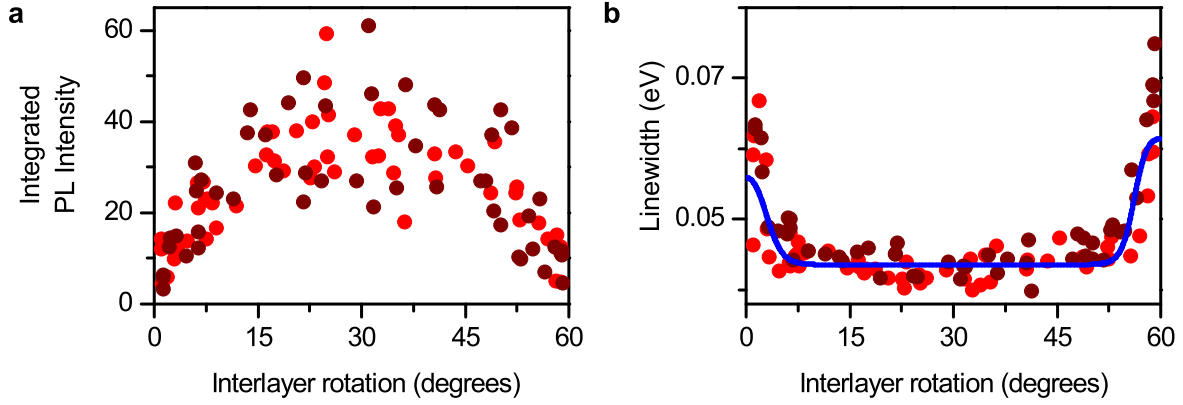 a
Integrated
PL Intensity
60
40
20
0
0 15 30 45 60
Interlayer rotation (degrees)
b
Linewidth (eV)
0.07
0.05
0 15 30 45 60
Interlayer rotation (degrees)